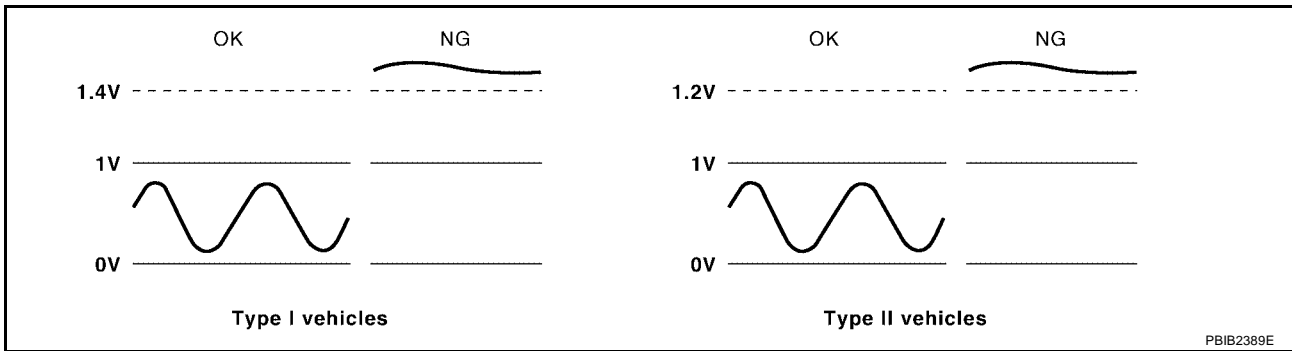 OK NG OK NG
1.4V 1.2V
1V 1V
0V 0V
Type I vehicles Type II vehicles
PBIB2389E